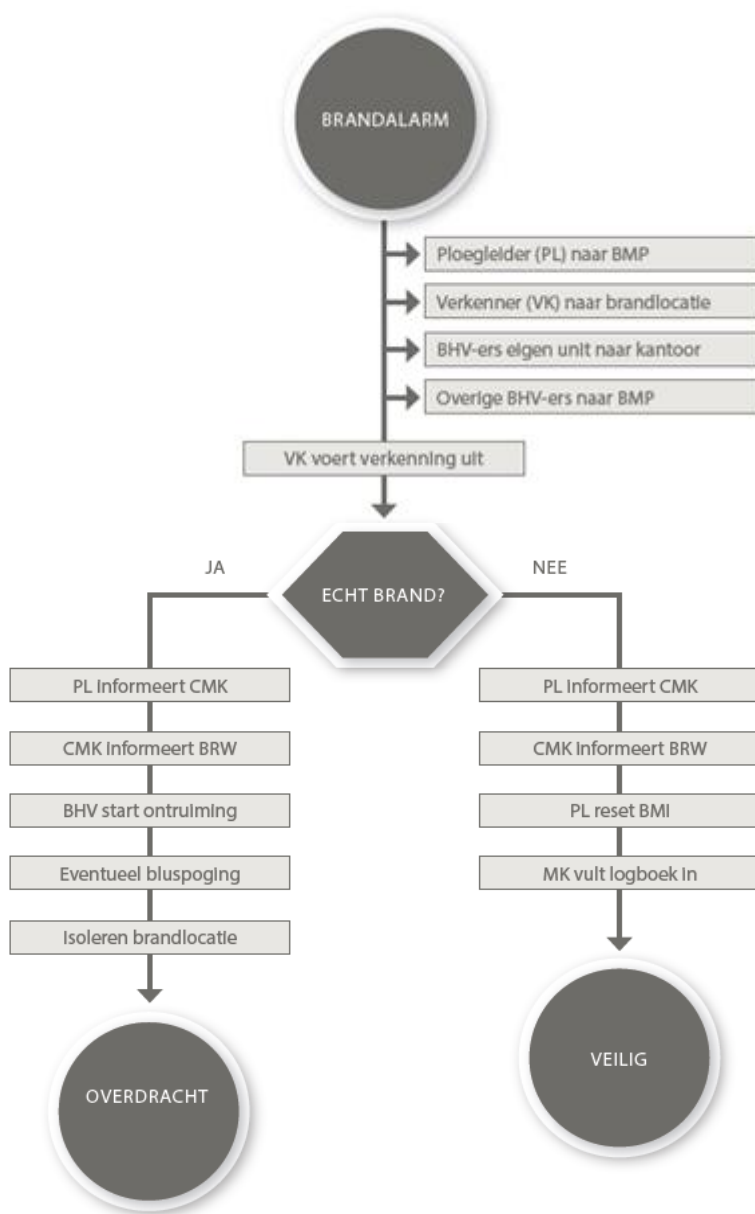 BRANDALARM
Ploegleider (PL) naar BMP
Verkenner (VK) naar brandlocatie
BHV-ers eigen unit naar kantoor
Overige BHV-ers naar BMP
VK voert verkenning uit
JA
ECHT BRAND?
NEE
PL Informeert CMK
CMK Informeert BRW
BHV start ontruiming
Eventueel bluspoging
Isoleren brandlocatie
OVERDRACHT
PL Informeert CMK
CMK Informeert BRW
PL reset BMI
MK vult logboek in
VEILIG